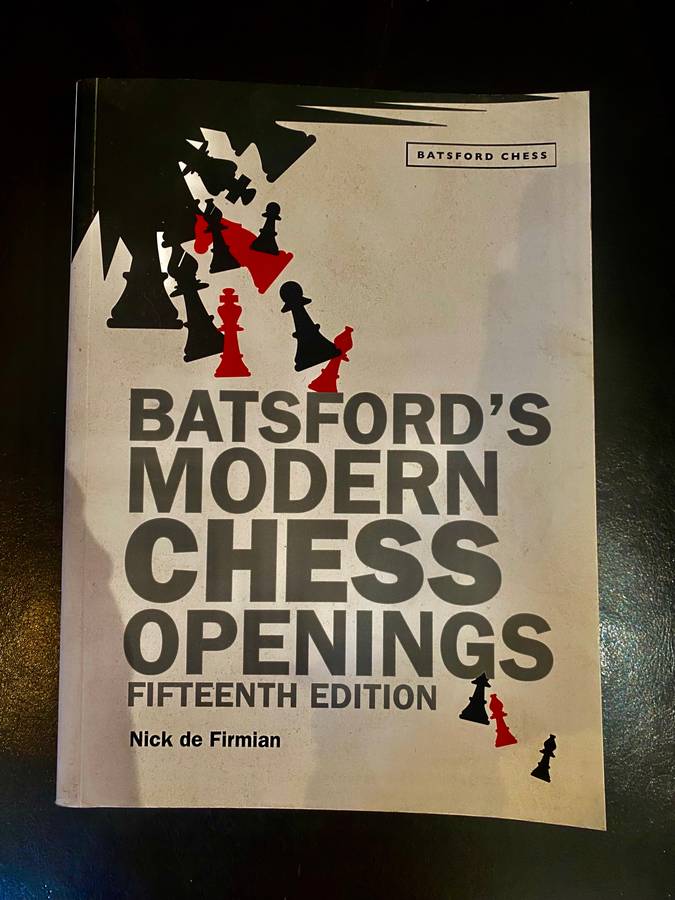 BATSFORD CHESS
BATSFORD’S
MODERN
CHESS
OPENINGS
FIFTEENTH EDITION
Nick de Firmian